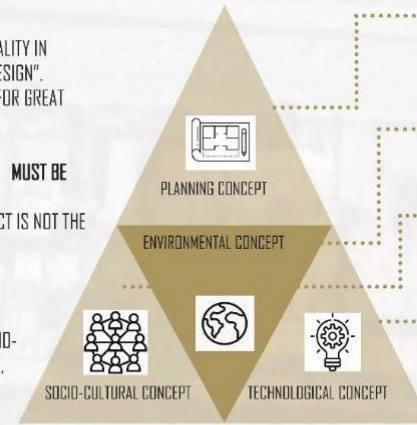 ALITY IN
ESIGN".
FOR GREAT
MUST BE
CT IS NOT THE
ID-
PLANNING CONCEPT
ENVIRONMENTAL CONCEPT
SOCIO-CULTURAL CONCEPT
TECHNOLOGICAL CONCEPT